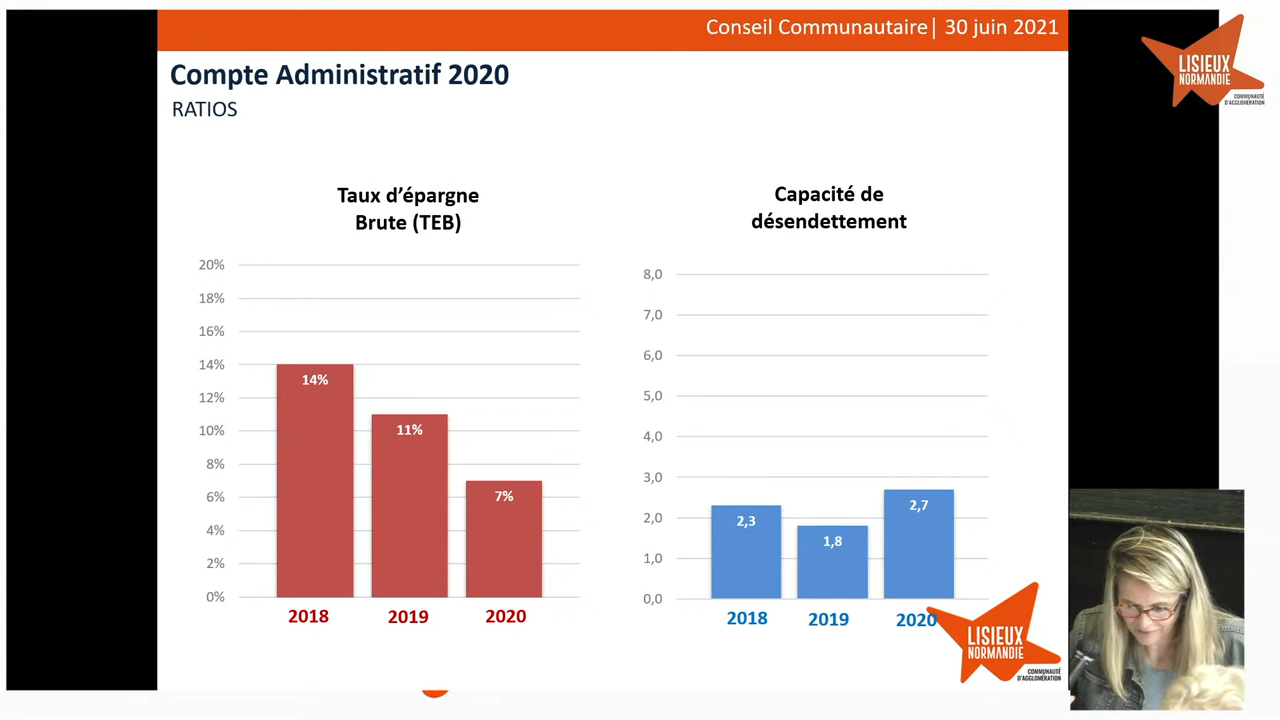 Conseil Communautaire| 30 juin 2021
LISIEUX
NORMANDIE
COMMUNAUTÉ
D'AGGLOMÉRATION
Compte Administratif 2020
RATIOS
Taux d'épargne
Brute (TEB)
20%
18%
16%
14%
12%
10%
8%
6%
4%
2%
0%
14%
11%
7%
2018
2019
2020
Capacité de
désendettement
8,0
7,0
6,0
5,0
4,0
3,0
2,0
1,0
0,0
2,3
1,8
2,7
2018
2019
2020
LISIEUX
NORMANDIE
COMMUNAUTÉ
D'AGGLOMÉRATION